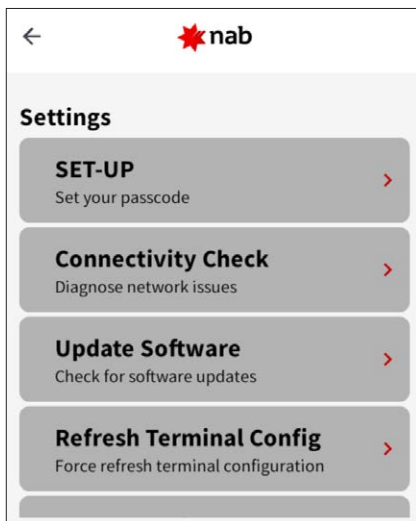 nab
Settings
SET-UP
Set your passcode
Connectivity Check
Diagnose network issues
Update Software
Check for software updates
Refresh Terminal Config
Force refresh terminal configuration